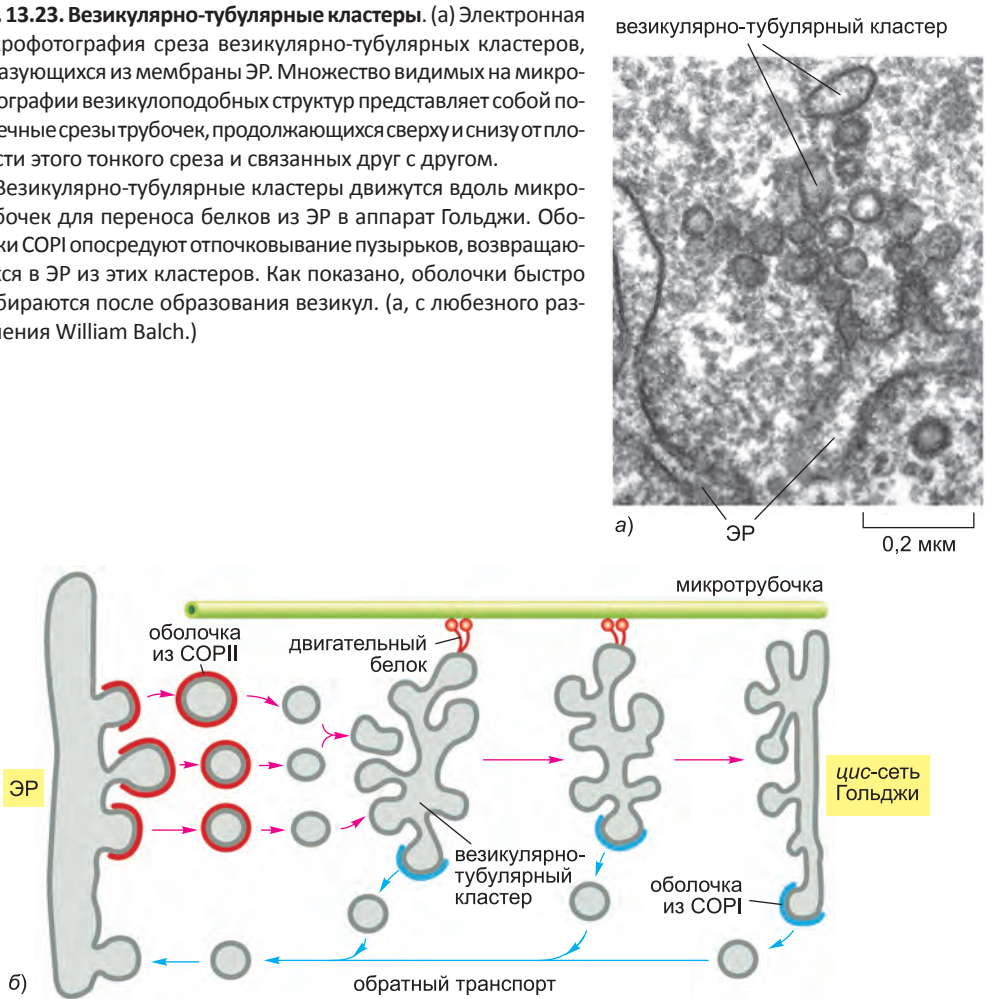 . 13.23. Везикулярно-тубулярные кластеры. (а) Электронная
крофотография среза везикулярно-тубулярных кластеров,
азующихся из мембраны ЭР. Множество видимых на микро-
ографии везикулоподобных структур представляет собой по-
ечные срезы трубочек, продолжающихся сверху и снизу от пло-
сти этого тонкого среза и связанных друг с другом.
Везикулярно-тубулярные кластеры движутся вдоль микро-
бочек для переноса белков из ЭР в аппарат Гольджи. Обо-
ки COPI опосредуют отпочковывание пузырьков, возвращаю-
ся в ЭР из этих кластеров. Как показано, оболочки быстро
бираются после образования везикул. (а, с любезного раз-
ения William Balch.)
везикулярно-тубулярный кластер
а)
ЭР
0,2 мкм
микротрубочка
оболочка
из COPII
двигательный
белок
ЭР
цис-сеть
Гольджи
везикулярно-
тубулярный
кластер
оболочка
из COPI
б)
обратный транспорт